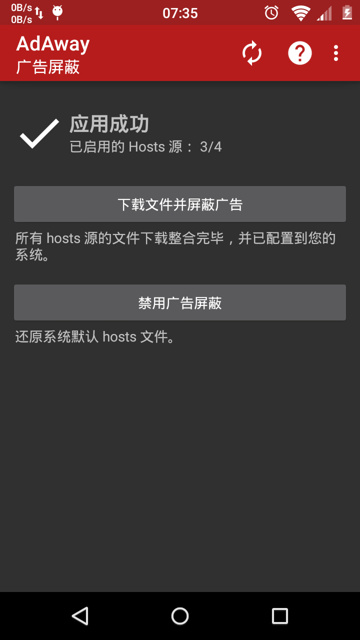 0B/s
0B/s
07:35
AdAway
广告屏蔽
应用成功
已启用的 Hosts 源： 3/4
下载文件并屏蔽广告
所有 hosts 源的文件下载整合完毕，并已配置到您的
系统。
禁用广告屏蔽
还原系统默认 hosts 文件。